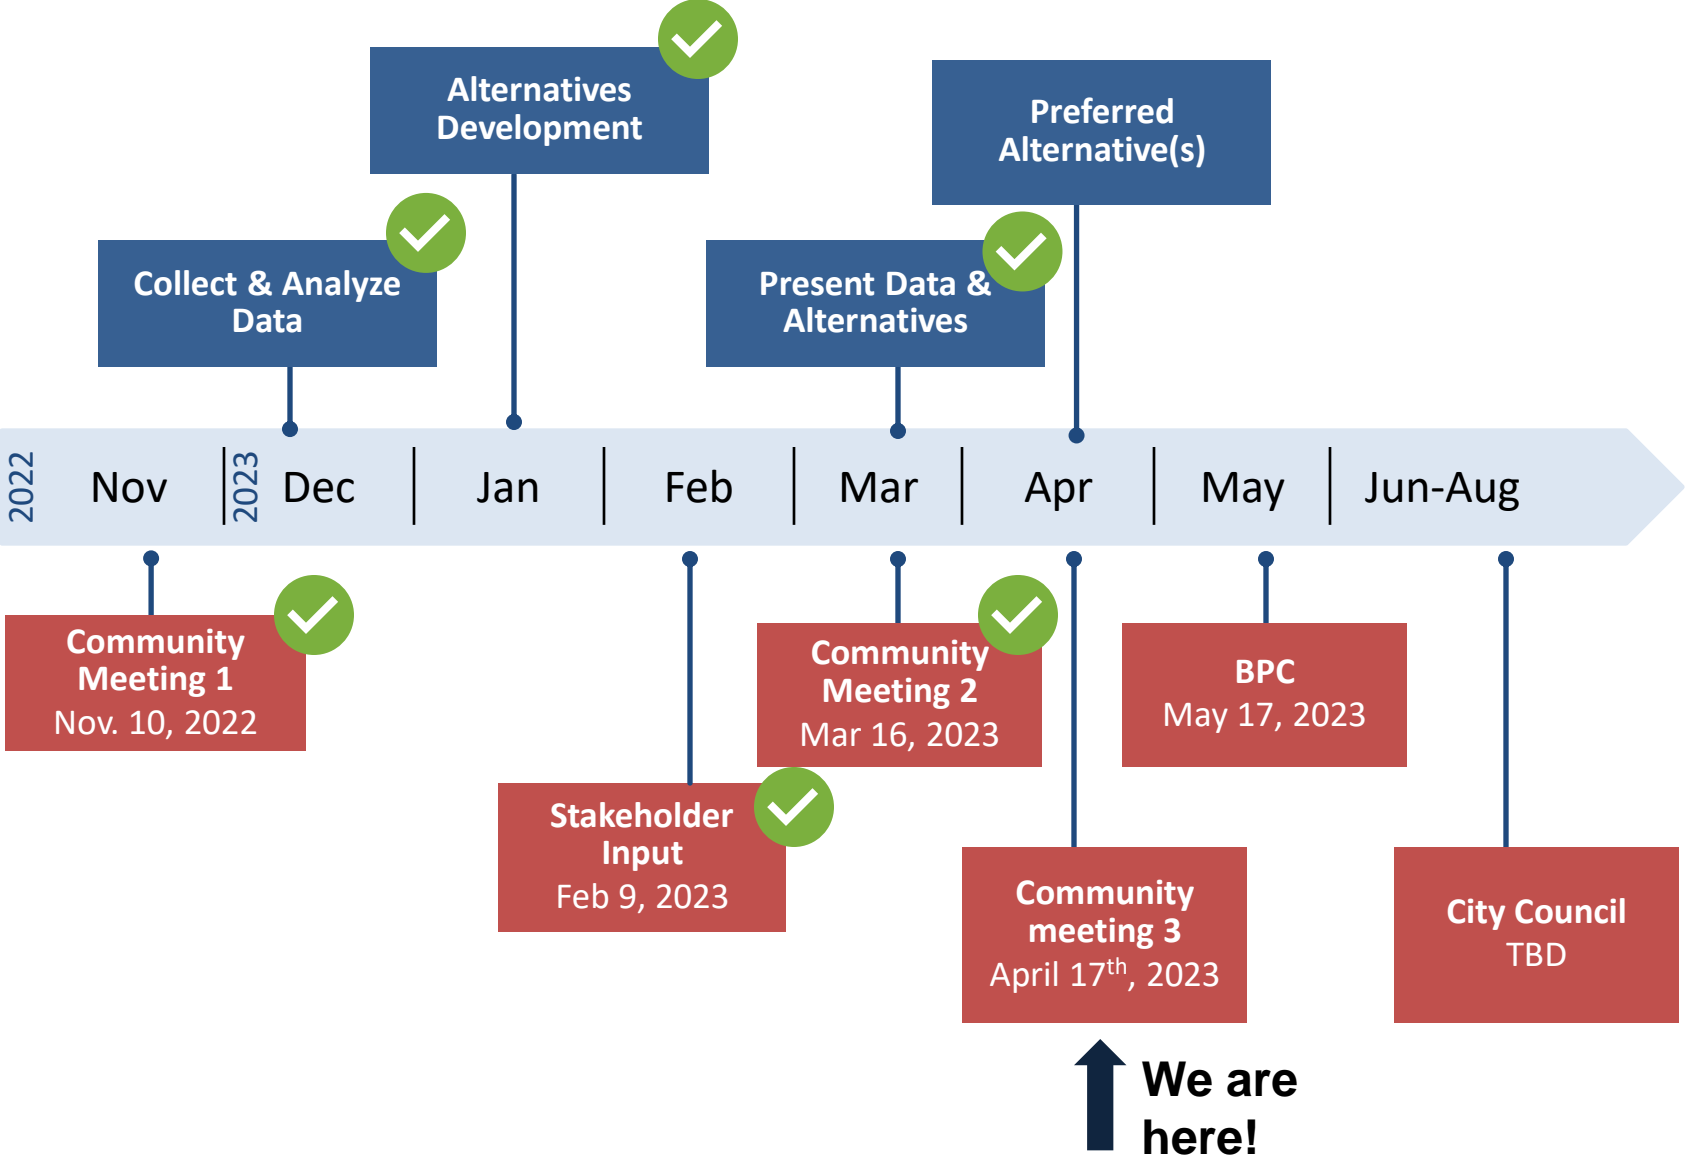 Alternatives
Development
Preferred
Alternative(s)
Collect & Analyze
Data
Present Data &
Alternatives
2022
Nov
2023
Dec
Jan
Feb
Mar
Apr
May
Jun-Aug
Community
Meeting 1
Nov. 10, 2022
Community
Meeting 2
Mar 16, 2023
BPC
May 17, 2023
Stakeholder
Input
Feb 9, 2023
Community
meeting 3
April 17th, 2023
City Council
TBD
We are
here!